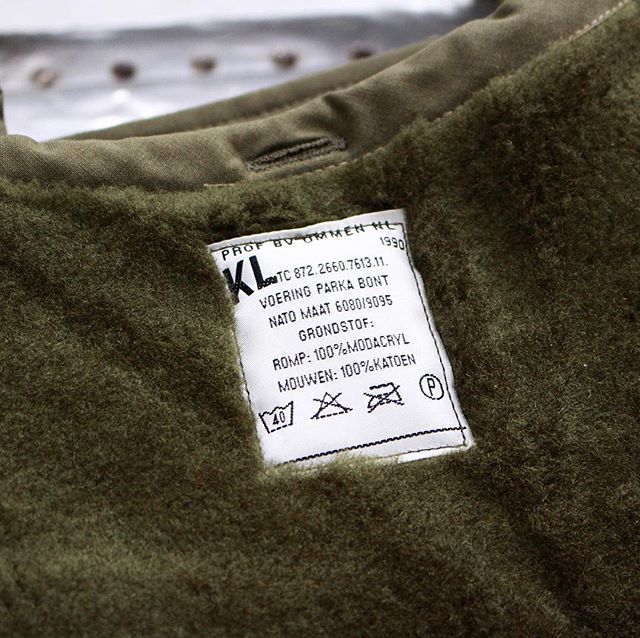 PROF BV OMMEN NL
1990
KL TC 872.2660.7613.11.
VOERING PARKA BONT
NATO MAAT 6080/9095
GRONDSTOF:
ROMP: 100%MODACRYL
MOUWEN: 100%KATOEN
40 P